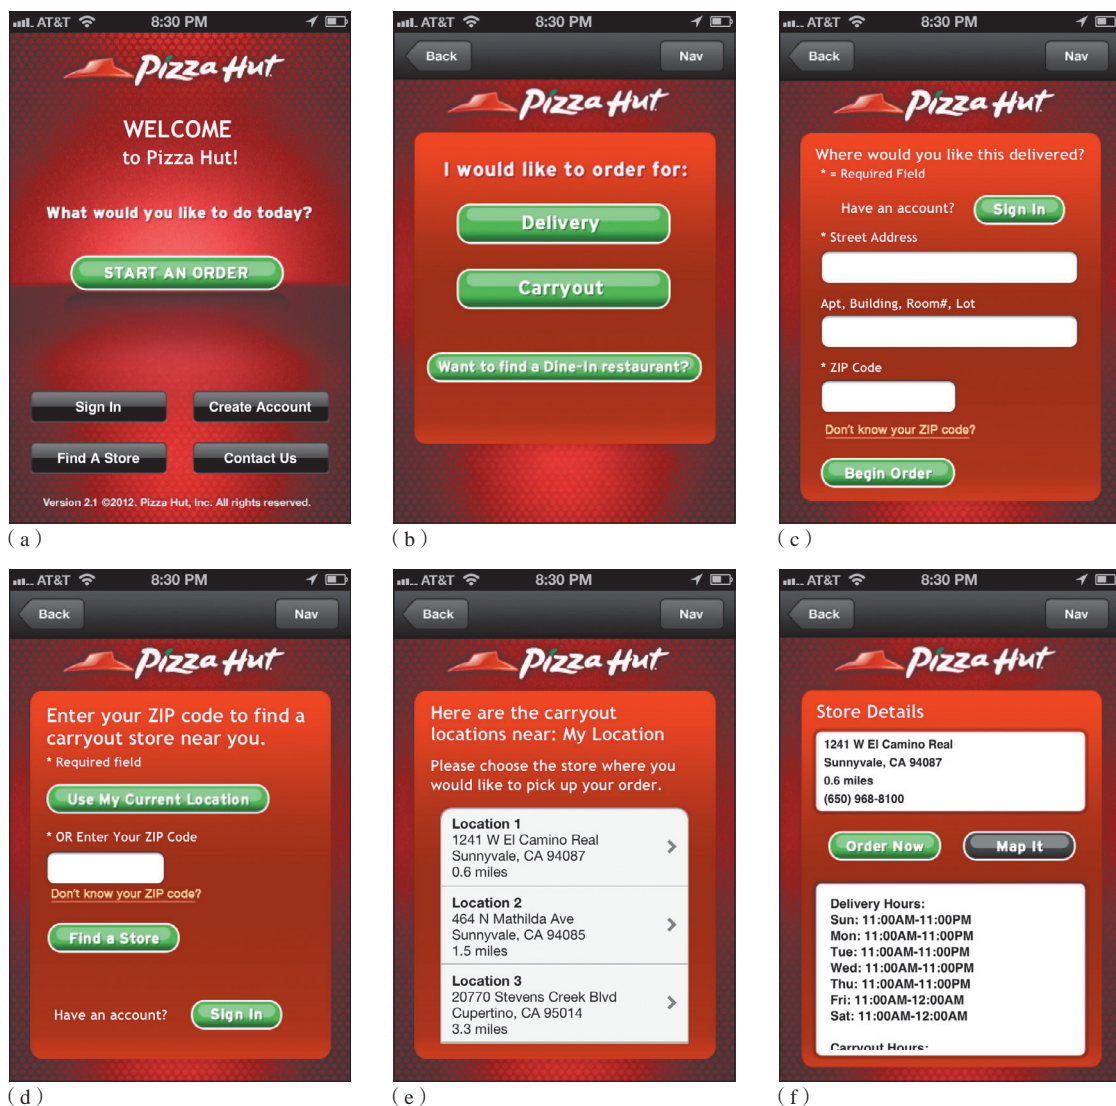 AT&T 8:30 PM
Pizza Hut
WELCOME
to Pizza Hut!
What would you like to do today?
START AN ORDER
Sign In
Create Account
Find A Store
Contact Us
Version 2.1 ©2012. Pizza Hut, Inc. All rights reserved.
(a)
AT&T 8:30 PM
Back
Nav
Pizza Hut
I would like to order for:
Delivery
Carryout
Want to find a Dine-In restaurant?
(b)
AT&T 8:30 PM
Back
Nav
Pizza Hut
Where would you like this delivered?
* = Required Field
Have an account?
Sign In
* Street Address
Apt, Building, Room#, Lot
* ZIP Code
Don't know your ZIP code?
Begin Order
(c)
AT&T 8:30 PM
Back
Nav
Pizza Hut
Enter your ZIP code to find a
carryout store near you.
* Required field
Use My Current Location
* OR Enter Your ZIP Code
Don't know your ZIP code?
Find a Store
Have an account?
Sign In
(d)
AT&T 8:30 PM
Back
Nav
Pizza Hut
Here are the carryout
locations near: My Location
Please choose the store where you
would like to pick up your order.
Location 1
1241 W El Camino Real
Sunnyvale, CA 94087
0.6 miles
Location 2
464 N Mathilda Ave
Sunnyvale, CA 94085
1.5 miles
Location 3
20770 Stevens Creek Blvd
Cupertino, CA 95014
3.3 miles
(e)
AT&T 8:30 PM
Back
Nav
Pizza Hut
Store Details
1241 W El Camino Real
Sunnyvale, CA 94087
0.6 miles
(650) 968-8100
Order Now
Map It
Delivery Hours:
Sun: 11:00AM-11:00PM
Mon: 11:00AM-11:00PM
Tue: 11:00AM-11:00PM
Wed: 11:00AM-11:00PM
Thu: 11:00AM-11:00PM
Fri: 11:00AM-12:00AM
Sat: 11:00AM-12:00AM
Carryout Hours:
(f)